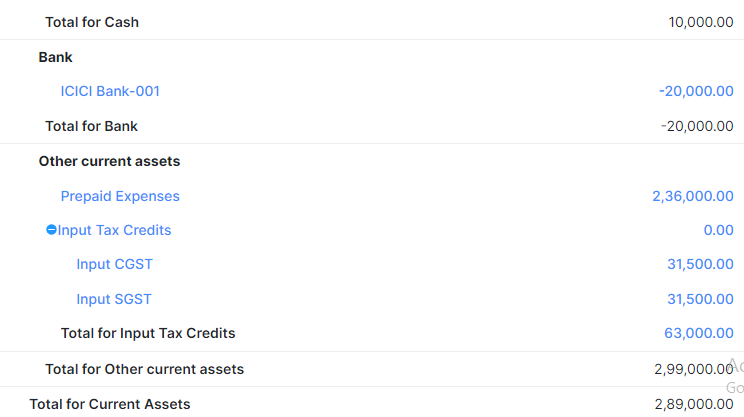 Total for Cash 10,000.00
Bank
ICICI Bank-001 -20,000.00
Total for Bank -20,000.00
Other current assets
Prepaid Expenses 2,36,000.00
Input Tax Credits 0.00
Input CGST 31,500.00
Input SGST 31,500.00
Total for Input Tax Credits 63,000.00
Total for Other current assets 2,99,000.00
Total for Current Assets 2,89,000.00